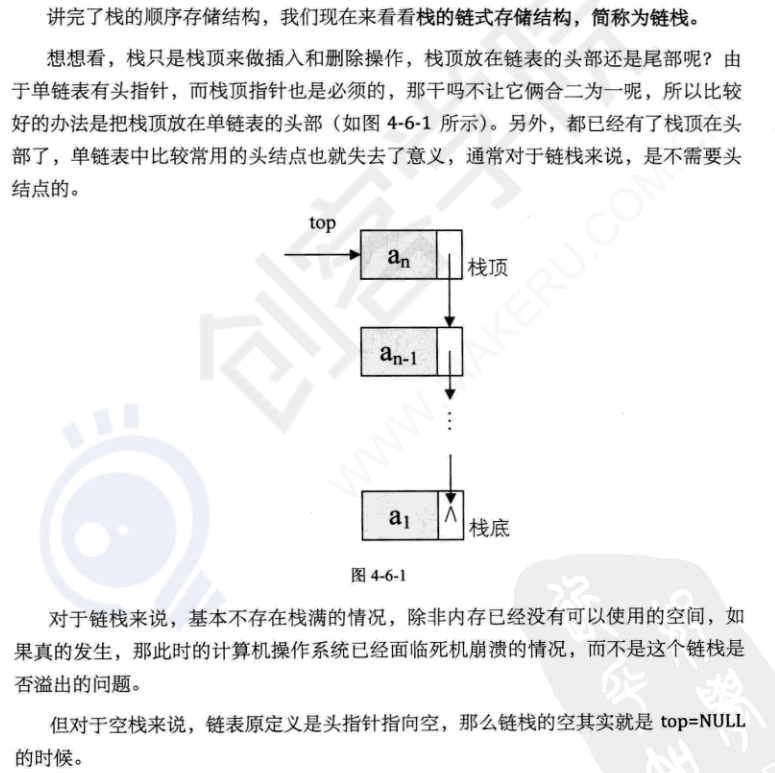 讲完了栈的顺序存储结构，我们现在来看看栈的链式存储结构，简称为链栈。
想想看，栈只是栈顶来做插入和删除操作，栈顶放在链表的头部还是尾部呢？由
于单链表有头指针，而栈顶指针也是必须的，那干吗不让它俩合二为一呢，所以比较
好的办法是把栈顶放在单链表的头部（如图 4-6-1 所示）。另外，都已经有了栈顶在头
部了，单链表中比较常用的头结点也就失去了意义，通常对于链栈来说，是不需要头
结点的。
top
an
栈顶
an-1
⋮
a1
∧
栈底
图 4-6-1
对于链栈来说，基本不存在栈满的情况，除非内存已经没有可以使用的空间，如
果真的发生，那此时的计算机操作系统已经面临死机崩溃的情况，而不是这个链栈是
否溢出的问题。
但对于空栈来说，链表原定义是头指针指向空，那么链栈的空其实就是 top=NULL
的时候。
创客学院
WWW.MAKERU.COM.